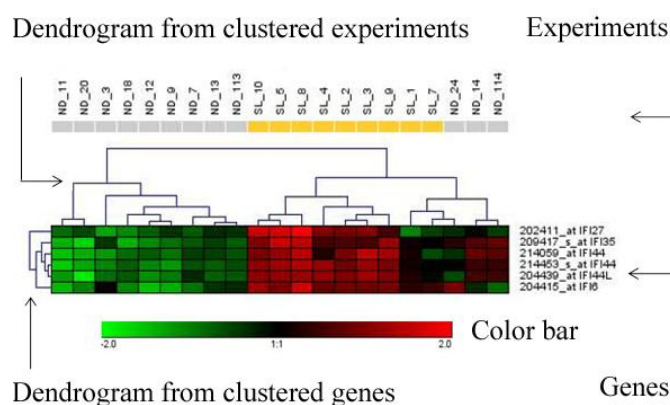 Dendrogram from clustered experiments
Experiments
ND_11
ND_20
ND_3
ND_18
ND_12
ND_9
ND_7
ND_13
ND_113
SL_10
SL_5
SL_8
SL_4
SL_2
SL_3
SL_9
SL_1
SL_7
ND_24
ND_14
ND_114
202411_at IFI27
209417_s_at IFI35
214059_at IFI44
214453_s_at IFI44
204439_at IFI44L
204415_at IFI6
-2.0
1:1
2.0
Color bar
Dendrogram from clustered genes
Genes